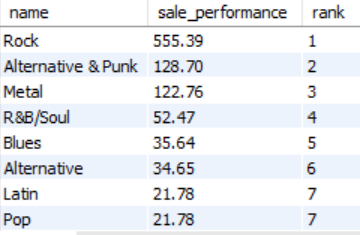 name sale_performance rank
Rock 555.39 1
Alternative & Punk 128.70 2
Metal 122.76 3
R&B/Soul 52.47 4
Blues 35.64 5
Alternative 34.65 6
Latin 21.78 7
Pop 21.78 7